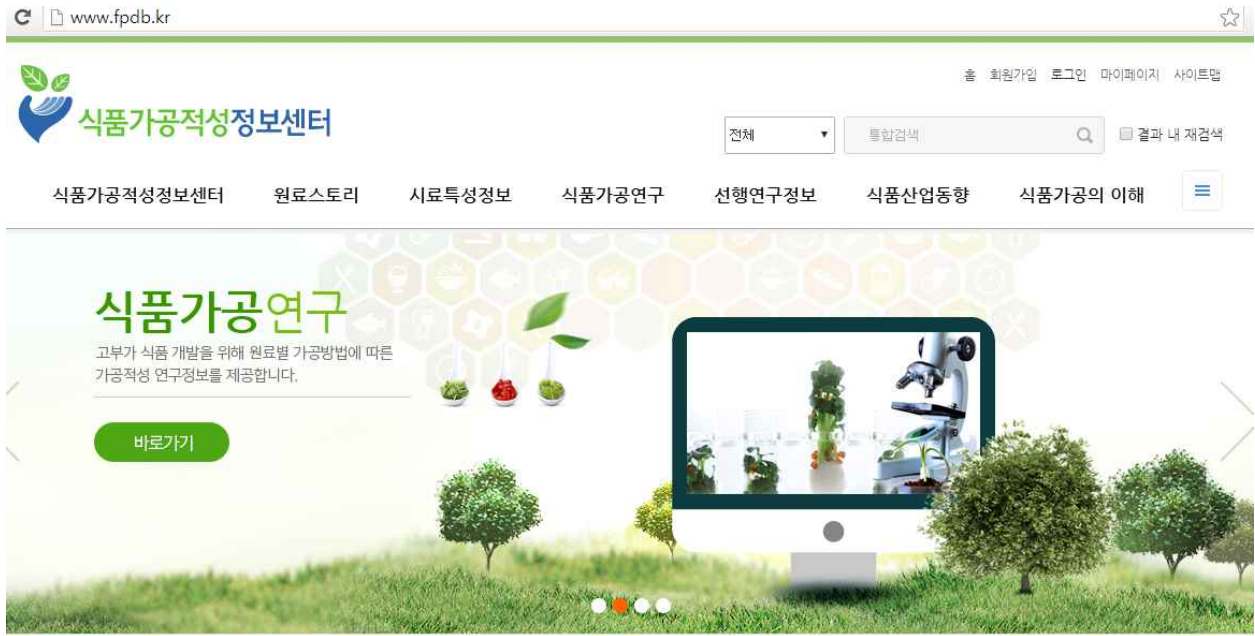 www.fpdb.kr
홈 회원가입 로그인 마이페이지 사이트맵
식품가공적성정보센터
전체 통합검색 결과 내 재검색
식품가공적성정보센터 원료스토리 시료특성정보 식품가공연구 선행연구정보 식품산업동향 식품가공의 이해
식품가공연구
고부가 식품 개발을 위해 원료별 가공방법에 따른
가공적성 연구정보를 제공합니다.
바로가기